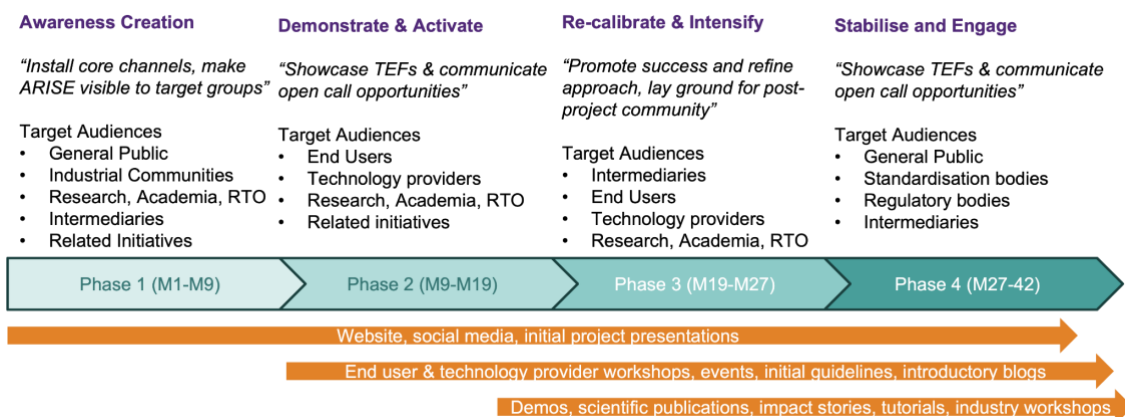 Awareness Creation
“Install core channels, make
ARISE visible to target groups”
Target Audiences
• General Public
• Industrial Communities
• Research, Academia, RTO
• Intermediaries
• Related Initiatives
Demonstrate & Activate
“Showcase TEFs & communicate
open call opportunities”
Target Audiences
• End Users
• Technology providers
• Research, Academia, RTO
• Related initiatives
Re-calibrate & Intensify
“Promote success and refine
approach, lay ground for post-
project community”
Target Audiences
• Intermediaries
• End Users
• Technology providers
• Research, Academia, RTO
Stabilise and Engage
“Showcase TEFs & communicate
open call opportunities”
Target Audiences
• General Public
• Standardisation bodies
• Regulatory bodies
• Intermediaries
Phase 1 (M1-M9)
Phase 2 (M9-M19)
Phase 3 (M19-M27)
Phase 4 (M27-42)
Website, social media, initial project presentations
End user & technology provider workshops, events, initial guidelines, introductory blogs
Demos, scientific publications, impact stories, tutorials, industry workshops